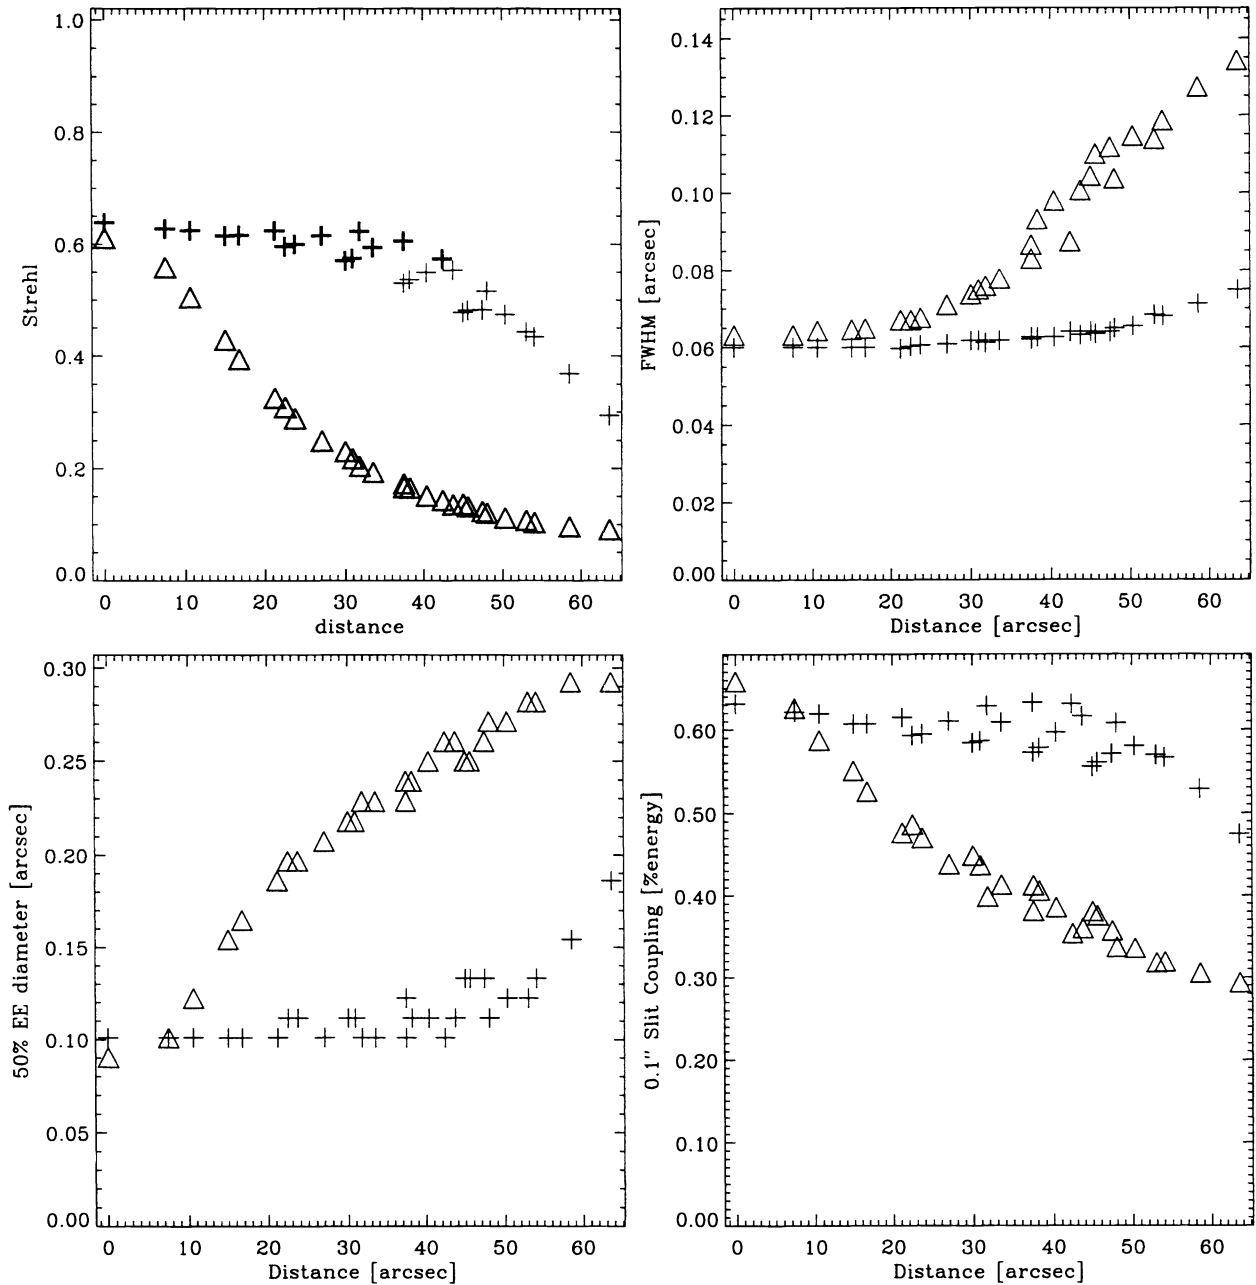 1.0
0.8
0.6
0.4
0.2
0.0
Strehl
0 10 20 30 40 50 60
distance
0.14
0.12
0.10
0.08
0.06
0.04
0.02
0.00
FWHM [arcsec]
0 10 20 30 40 50 60
Distance [arcsec]
0.30
0.25
0.20
0.15
0.10
0.05
0.00
50% EE diameter [arcsec]
0 10 20 30 40 50 60
Distance [arcsec]
0.60
0.50
0.40
0.30
0.20
0.10
0.00
0.1" Slit Coupling [%energy]
0 10 20 30 40 50 60
Distance [arcsec]